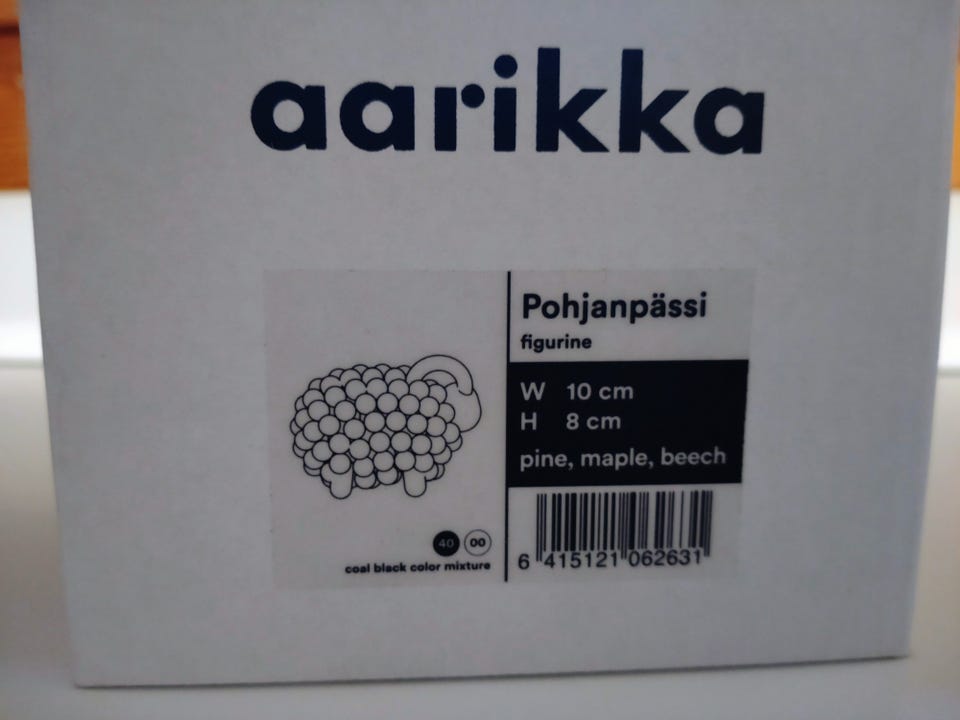 aarikka
Pohjanpässi
figurine
W 10 cm
H 8 cm
pine, maple, beech
40 00
coal black color mixture
6 415121 062631